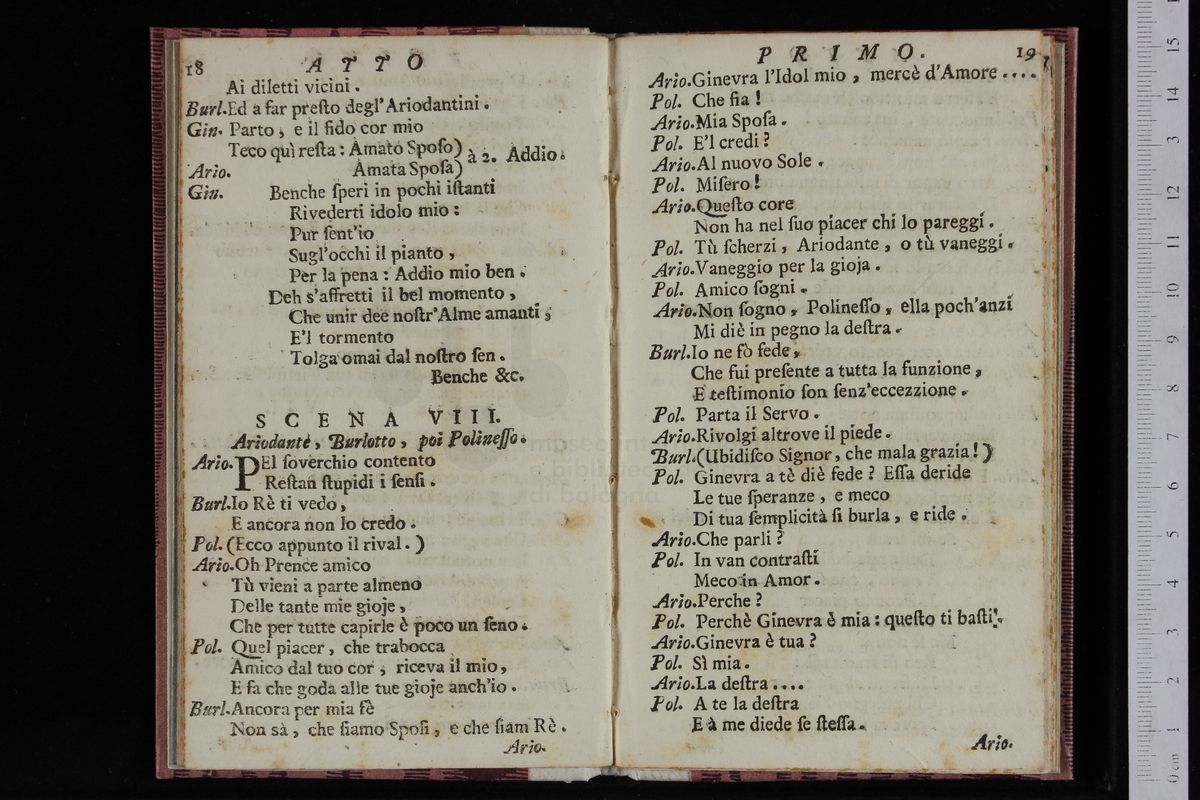 18 ATTO
Ai diletti vicini.
Burl.Ed a far preſto degl'Ariodantini.
Gin. Parto, e il fido cor mio
Teco quì reſta: Amato Spoſo)
Ario. Amata Spoſa) à 2. Addio.
Gin. Benche ſperi in pochi iſtanti
Rivederti idolo mio:
Pur ſent'io
Sugl'occhi il pianto,
Per la pena: Addio mio ben.
Deh s'affretti il bel momento,
Che unir dee noſtr'Alme amanti;
E'l tormento
Tolga omai dal noſtro ſen.
Benche &c.
SCENA VIII.
Ariodante, Burlotto, poi Polineſſo.
Ario. PEl ſoverchio contento
Reſtan ſtupidi i ſenſi.
Burl.Io Rè ti vedo,
E ancora non lo credo.
Pol. (Ecco appunto il rival.)
Ario.Oh Prence amico
Tù vieni a parte almeno
Delle tante mie gioje,
Che per tutte capirle è poco un ſeno.
Pol. Quel piacer, che trabocca
Amico dal tuo cor, riceva il mio,
E fa che goda alle tue gioje anch'io.
Burl.Ancora per mia fè
Non sà, che ſiamo Spoſi, e che ſiam Rè.
Ario.
PRIMO. 19
Ario.Ginevra l'Idol mio, mercè d'Amore....
Pol. Che ſia!
Ario.Mia Spoſa.
Pol. E'l credi?
Ario.Al nuovo Sole.
Pol. Miſero!
Ario.Queſto core
Non ha nel ſuo piacer chi lo pareggi.
Pol. Tù ſcherzi, Ariodante, o tù vaneggi.
Ario.Vaneggio per la gioja.
Pol. Amico ſogni.
Ario.Non ſogno, Polineſſo, ella poch'anzi
Mi diè in pegno la deſtra.
Burl.Io ne fò fede,
Che fui preſente a tutta la funzione,
E teſtimonio ſon ſenz'eccezzione.
Pol. Parta il Servo.
Ario.Rivolgi altrove il piede.
Burl.(Ubidiſco Signor, che mala grazia!)
Pol. Ginevra a tè diè fede? Eſſa deride
Le tue ſperanze, e meco
Di tua ſemplicità ſi burla, e ride.
Ario.Che parli?
Pol. In van contraſti
Meco in Amor.
Ario.Perche?
Pol. Perchè Ginevra è mia: queſto ti baſti.
Ario.Ginevra è tua?
Pol. Sì mia.
Ario.La deſtra....
Pol. A te la deſtra
E à me diede ſe ſteſſa.
Ario.